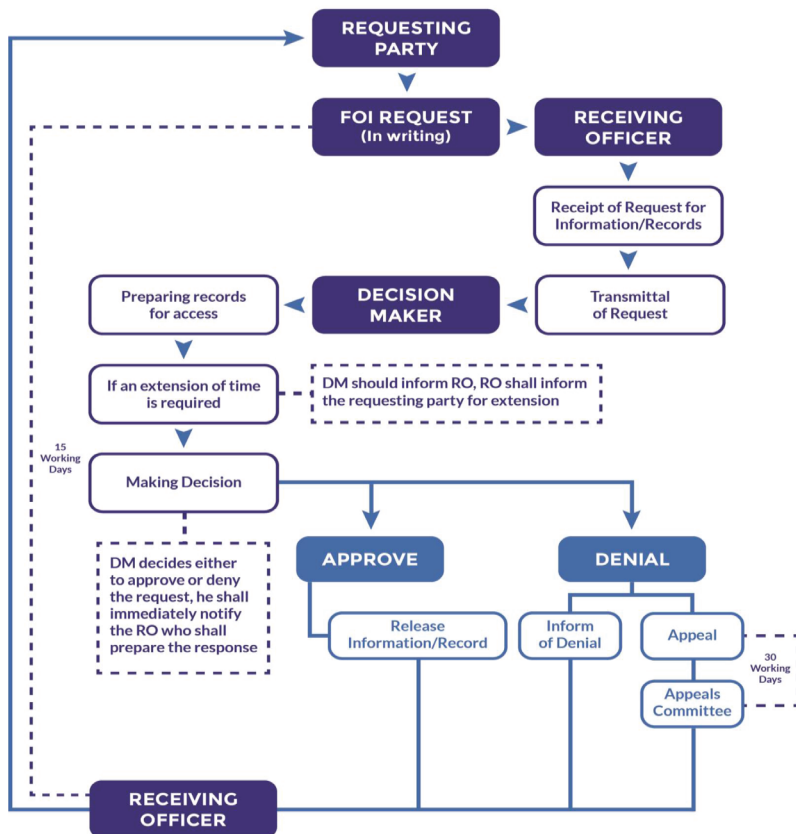 REQUESTING
PARTY
FOI REQUEST
(In writing)
RECEIVING
OFFICER
Receipt of Request for
Information/Records
Preparing records
for access
DECISION
MAKER
Transmittal
of Request
If an extension of time
is required
DM should inform RO, RO shall inform
the requesting party for extension
15
Working
Days
Making Decision
DM decides either
to approve or deny
the request, he shall
immediately notify
the RO who shall
prepare the response
APPROVE
DENIAL
Release
Information/Record
Inform
of Denial
Appeal
30
Working
Days
Appeals
Committee
RECEIVING
OFFICER